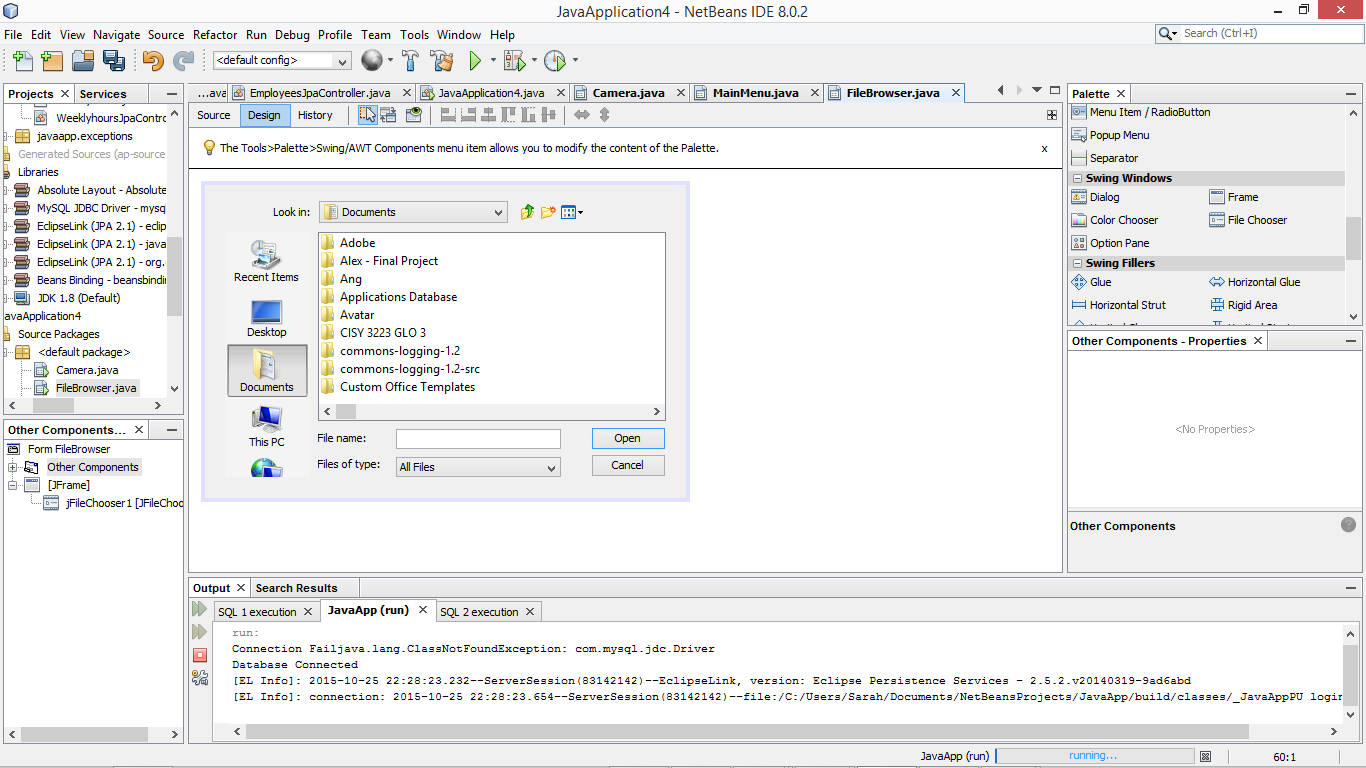 JavaApplication4 - NetBeans IDE 8.0.2
File Edit View Navigate Source Refactor Run Debug Profile Team Tools Window Help
Search (Ctrl+I)
<default config>
Projects Services
WeeklyhoursJpaContro
javaapp.exceptions
Generated Sources (ap-source
Libraries
Absolute Layout - Absolute
MySQL JDBC Driver - mysq
EclipseLink (JPA 2.1) - eclip
EclipseLink (JPA 2.1) - java
EclipseLink (JPA 2.1) - org.
Beans Binding - beansbindi
JDK 1.8 (Default)
avaApplication4
Source Packages
<default package>
Camera.java
FileBrowser.java
Other Components...
Form FileBrowser
Other Components
[JFrame]
jFileChooser1 [JFileChoo
...ava EmployeesJpaController.java JavaApplication4.java Camera.java MainMenu.java FileBrowser.java
Source Design History
The Tools>Palette>Swing/AWT Components menu item allows you to modify the content of the Palette. x
Look in: Documents
Recent Items
Desktop
Documents
This PC
Adobe
Alex - Final Project
Ang
Applications Database
Avatar
CISY 3223 GLO 3
commons-logging-1.2
commons-logging-1.2-src
Custom Office Templates
File name: Open
Files of type: All Files Cancel
Palette
Menu Item / RadioButton
Popup Menu
Separator
Swing Windows
Dialog Frame
Color Chooser File Chooser
Option Pane
Swing Fillers
Glue Horizontal Glue
Horizontal Strut Rigid Area
Other Components - Properties
<No Properties>
Other Components
Output Search Results
SQL 1 execution JavaApp (run) SQL 2 execution
run:
Connection Failjava.lang.ClassNotFoundException: com.mysql.jdc.Driver
Database Connected
[EL Info]: 2015-10-25 22:28:23.232--ServerSession(83142142)--EclipseLink, version: Eclipse Persistence Services - 2.5.2.v20140319-9ad6abd
[EL Info]: connection: 2015-10-25 22:28:23.654--ServerSession(83142142)--file:/C:/Users/Sarah/Documents/NetBeansProjects/JavaApp/build/classes/_JavaAppPU login
JavaApp (run) running... 60:1